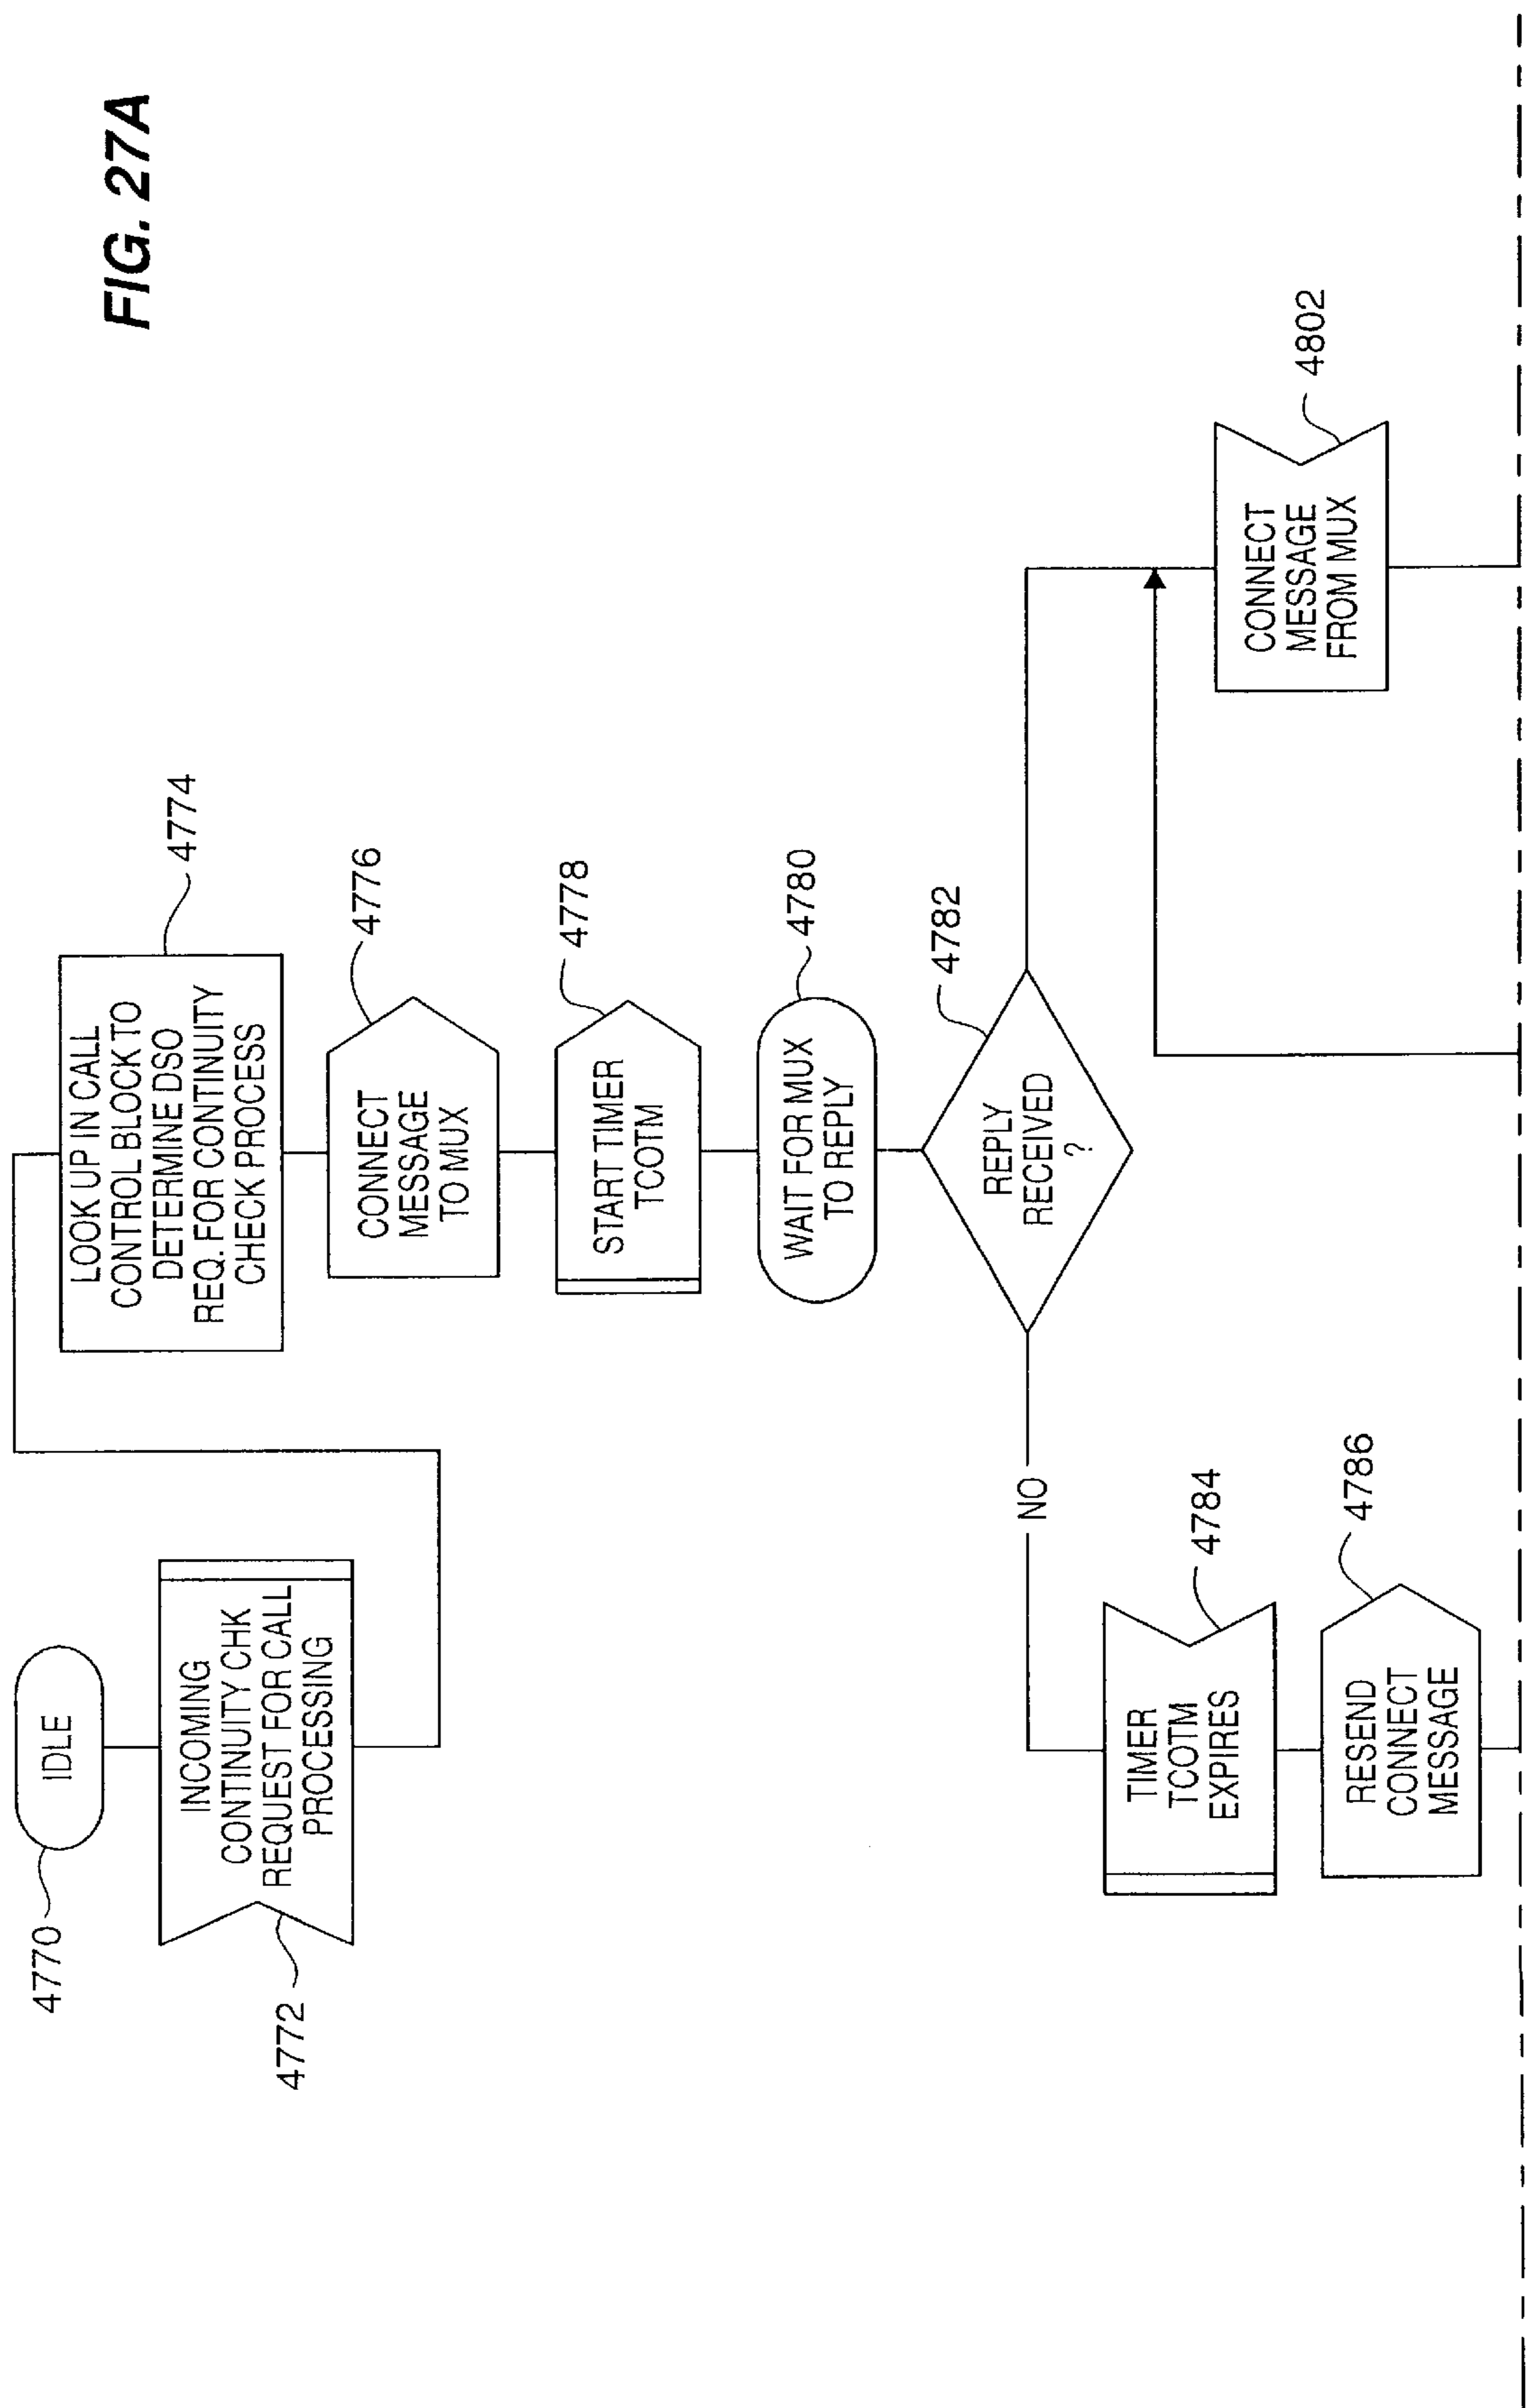 FIG. 27A
4770
IDLE
4772
INCOMING
CONTINUITY CHK
REQUEST FOR CALL
PROCESSING
LOOK UP IN CALL
CONTROL BLOCK TO
DETERMINE DSO
REQ. FOR CONTINUITY
CHECK PROCESS
4774
CONNECT
MESSAGE
TO MUX
4776
START TIMER
TCOTM
4778
WAIT FOR MUX
TO REPLY
4780
REPLY
RECEIVED
?
4782
NO
TIMER
TCOTM
EXPIRES
4784
RESEND
CONNECT
MESSAGE
4786
CONNECT
MESSAGE
FROM MUX
4802